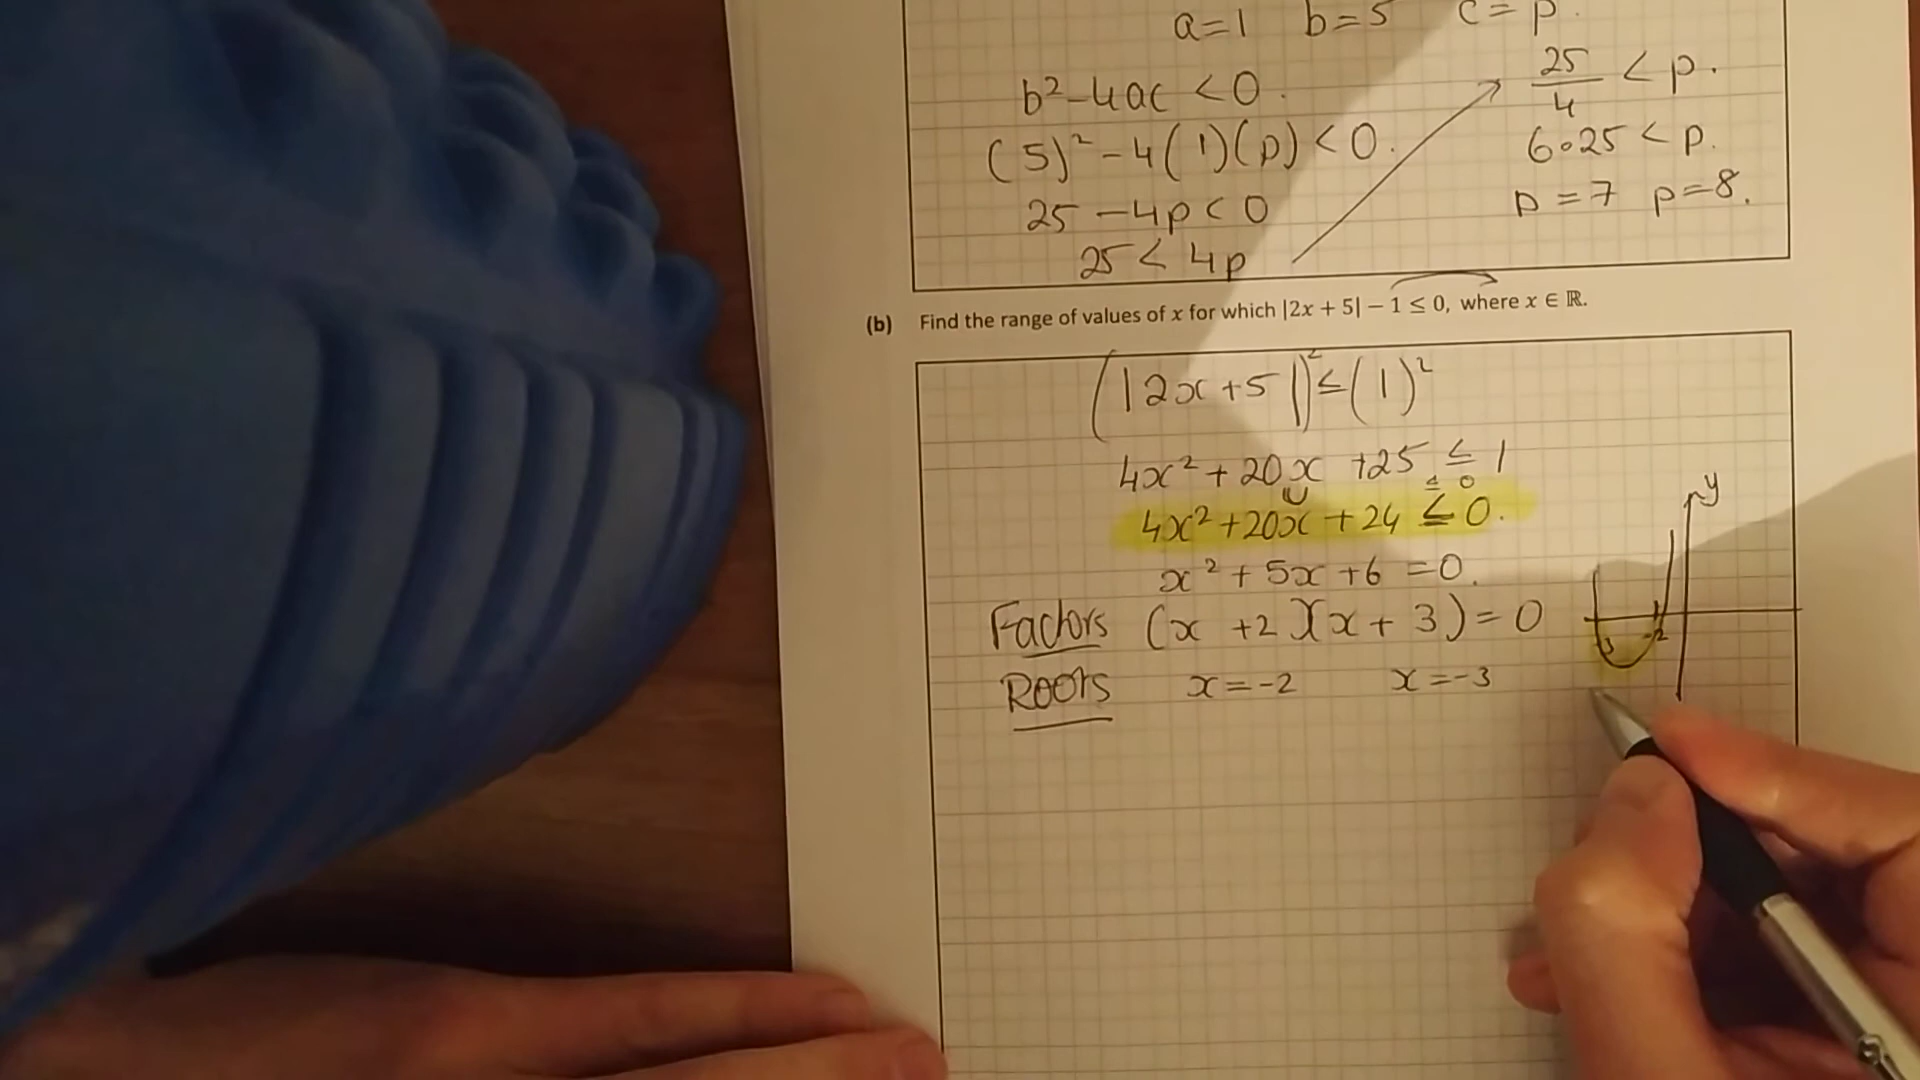 a=1 b=5 c=p.
b²-4ac <0.
(5)²-4(1)(p)<0.
25-4p<0
25<4p
25/4 <p.
6.25<p.
p=7 p=8.
(b) Find the range of values of x for which |2x + 5| − 1 ≤ 0, where x ∈ ℝ.
(|2x+5|)²≤(1)²
4x²+20x+25≤1
≤ 0
4x²+20x+24≤0.
x²+5x+6=0.
Factors (x+2)(x+3)=0
Roots x=-2 x=-3
y
-3 -2